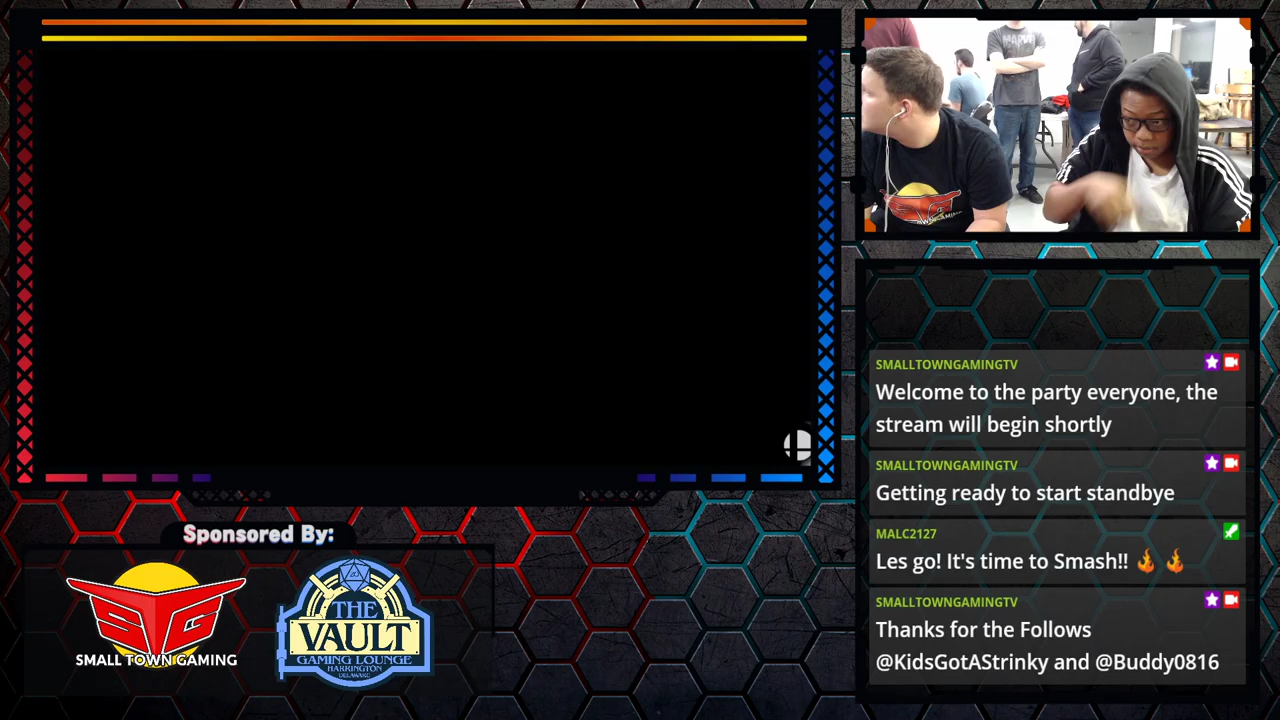 MARVEL
SMALLTOWNGAMINGTV
Welcome to the party everyone, the
stream will begin shortly
SMALLTOWNGAMINGTV
Getting ready to start standbye
MALC2127
Les go! It's time to Smash!! 🔥 🔥
SMALLTOWNGAMINGTV
Thanks for the Follows
@KidsGotAStrinky and @Buddy0816
Sponsored By:
STG
SMALL TOWN GAMING
THE
VAULT
GAMING LOUNGE
HARRINGTON
DELAWARE